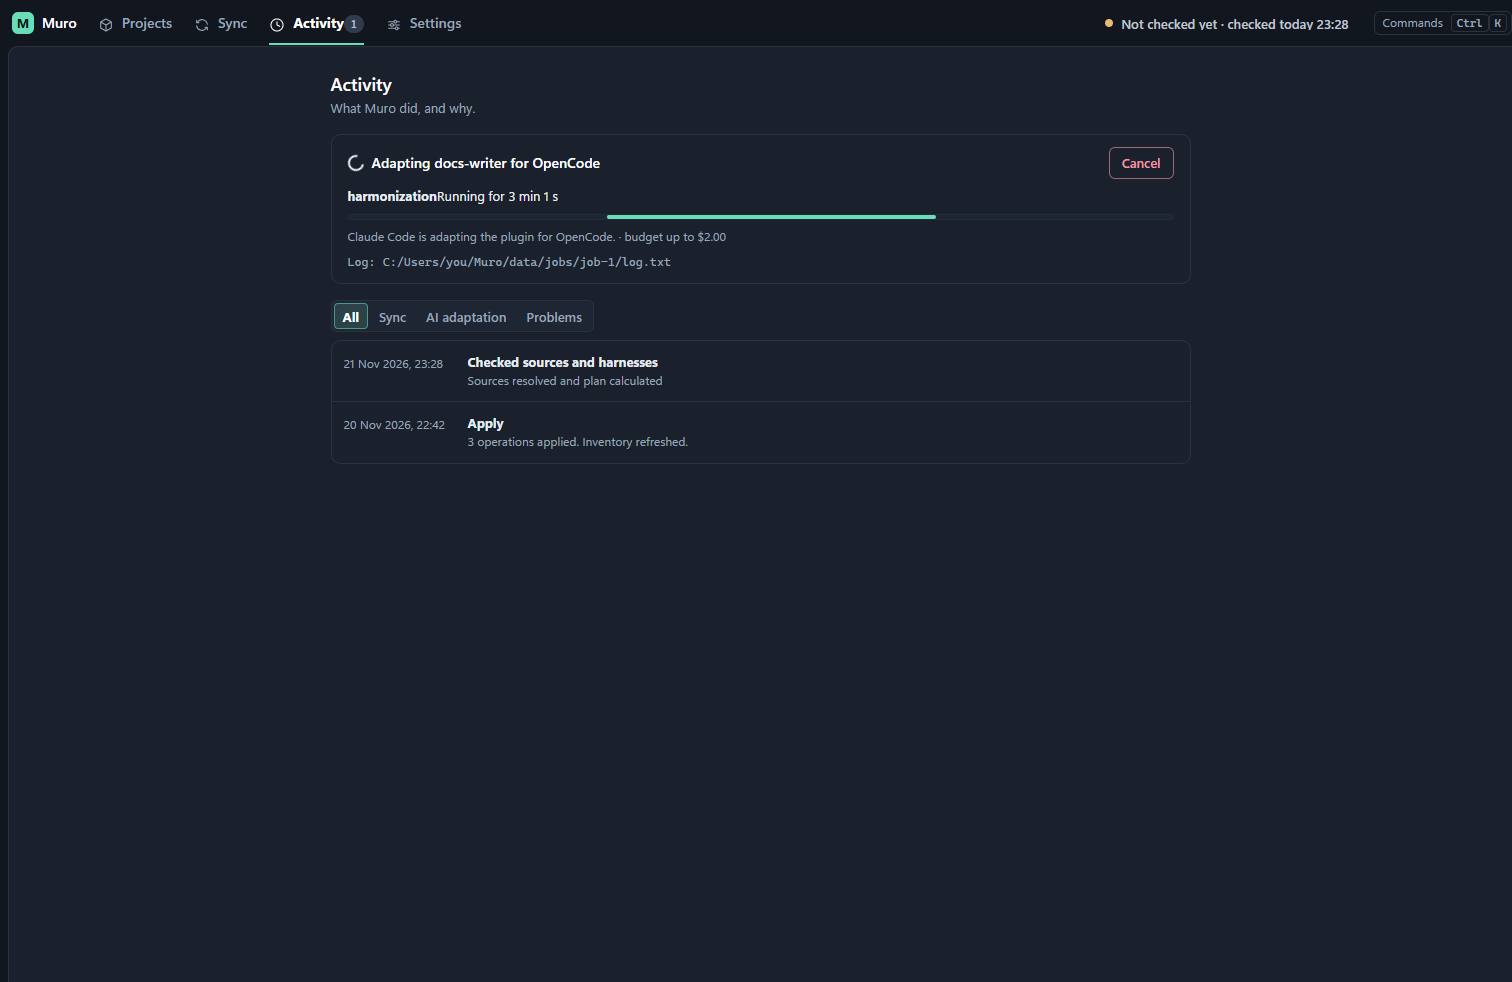 M Muro Projects Sync Activity 1 Settings Not checked yet · checked today 23:28 Commands Ctrl K
Activity
What Muro did, and why.
Adapting docs-writer for OpenCode Cancel
harmonizationRunning for 3 min 1 s
Claude Code is adapting the plugin for OpenCode. · budget up to $2.00
Log: C:/Users/you/Muro/data/jobs/job-1/log.txt
All Sync AI adaptation Problems
21 Nov 2026, 23:28 Checked sources and harnesses
Sources resolved and plan calculated
20 Nov 2026, 22:42 Apply
3 operations applied. Inventory refreshed.